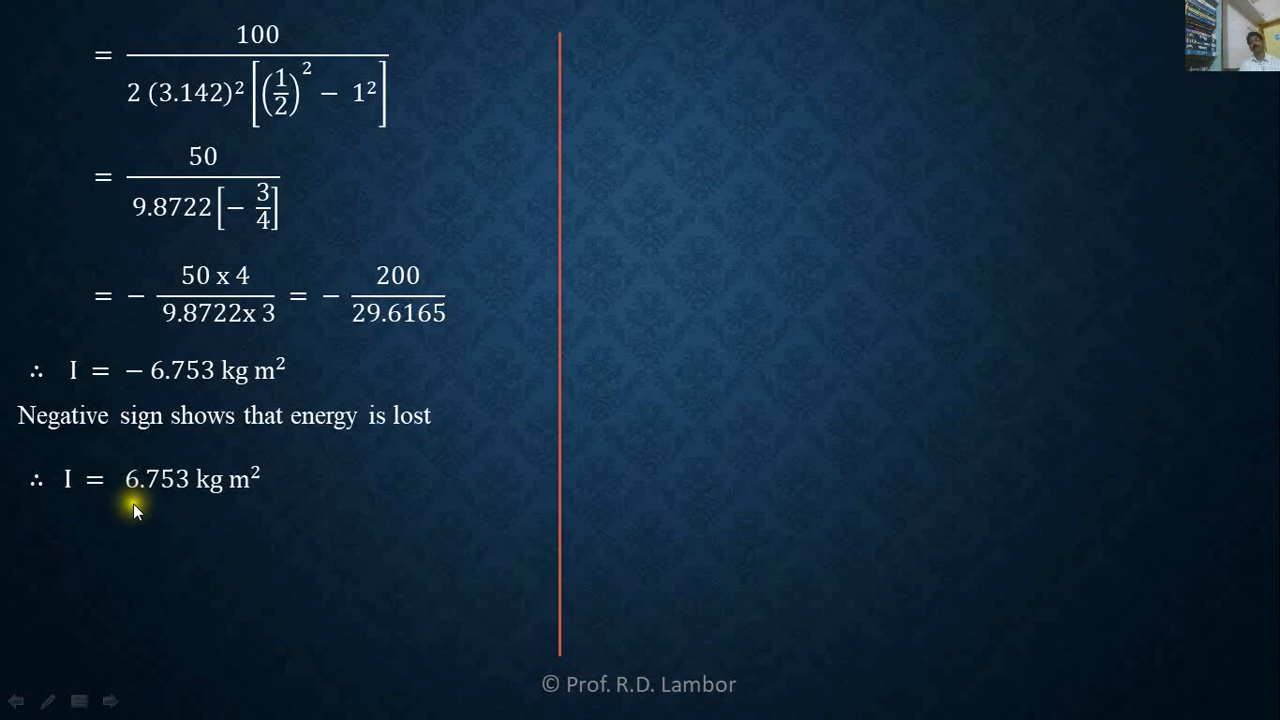 = 100 / 2 (3.142)² [(1/2)² − 1²]
= 50 / 9.8722 [− 3/4]
= − 50 x 4 / 9.8722x 3 = − 200 / 29.6165
∴ I = − 6.753 kg m²
Negative sign shows that energy is lost
∴ I = 6.753 kg m²
© Prof. R.D. Lambor